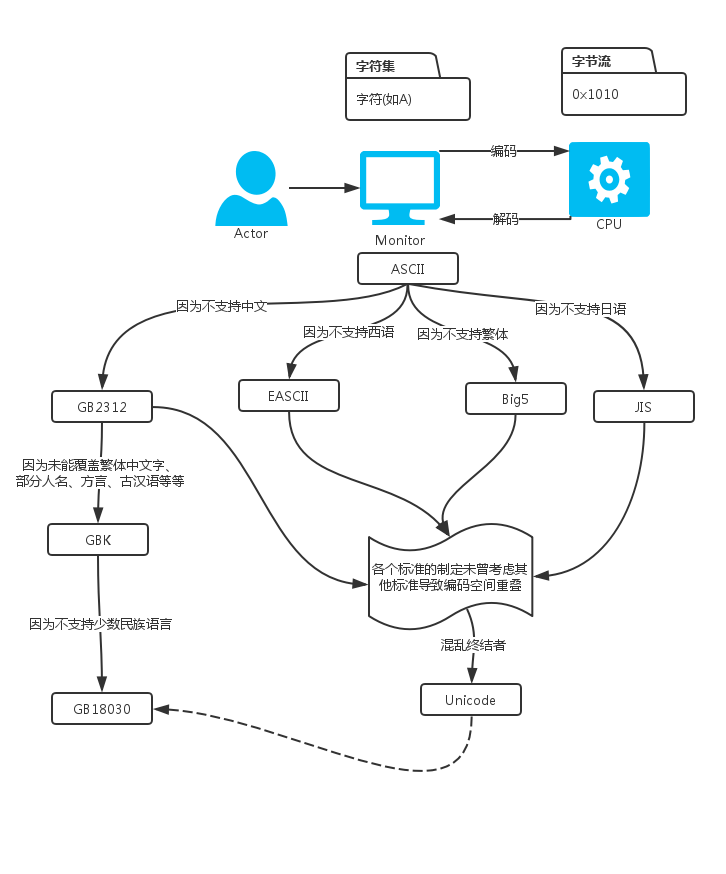 字符集
字符(如A)
字节流
0x1010
编码
解码
Actor
Monitor
CPU
ASCII
因为不支持中文
因为不支持西语
因为不支持繁体
因为不支持日语
GB2312
EASCII
Big5
JIS
因为未能覆盖繁体中文字、
部分人名、方言、古汉语等等
GBK
各个标准的制定未曾考虑其
他标准导致编码空间重叠
因为不支持少数民族语言
混乱终结者
GB18030
Unicode